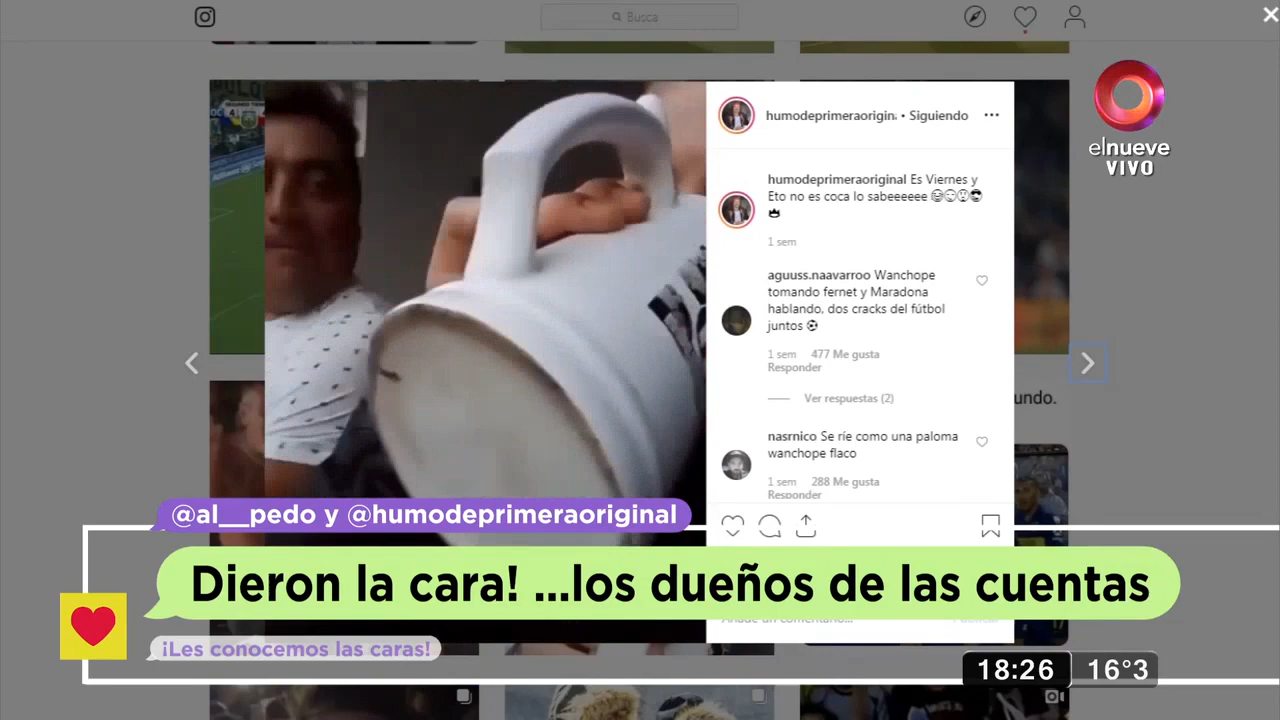 Busca
elnueve
VIVO
humodeprimeraorigin • Siguiendo
humodeprimeraoriginal Es Viernes y
Eto no es coca lo sabeeeeee
1 sem
aguuss.naavarroo Wanchope
tomando fernet y Maradona
hablando, dos cracks del fútbol
juntos
1 sem 477 Me gusta
Responder
Ver respuestas (2)
undo.
nasrnico Se ríe como una paloma
wanchope flaco
1 sem 288 Me gusta
Responder
@al__pedo y @humodeprimeraoriginal
Dieron la cara! ...los dueños de las cuentas
¡Les conocemos las caras!
18:26 16°3